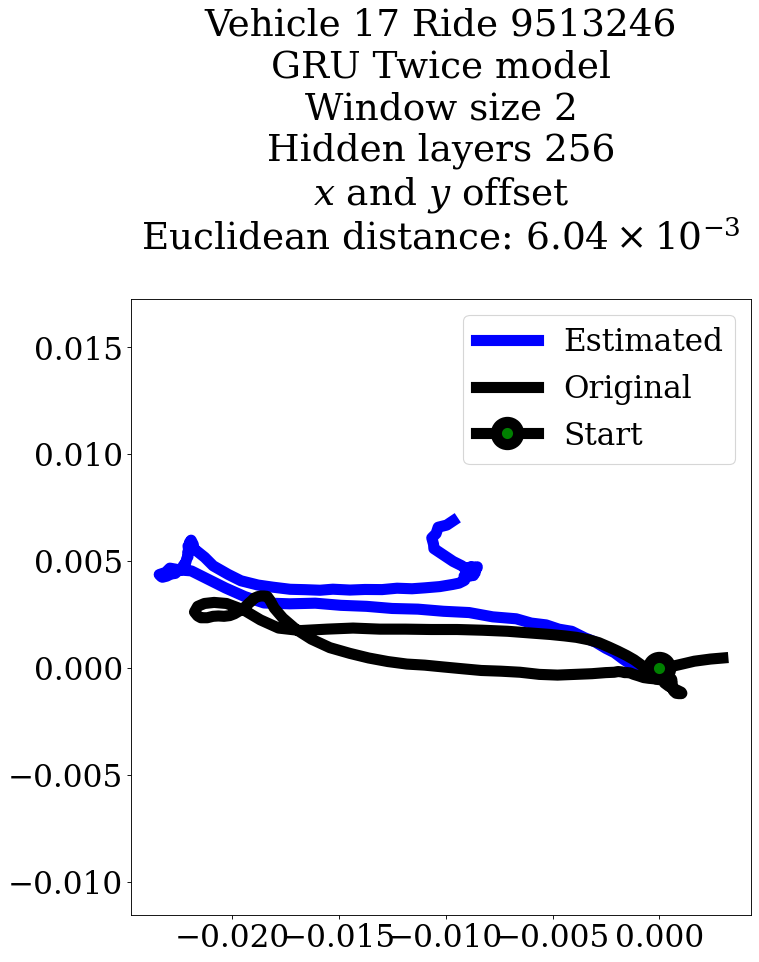 Vehicle 17 Ride 9513246
GRU Twice model
Window size 2
Hidden layers 256
x and y offset
Euclidean distance: 6.04 × 10⁻³
Estimated
Original
Start
0.015
0.010
0.005
0.000
−0.005
−0.010
−0.020 −0.015 −0.010 −0.005 0.000